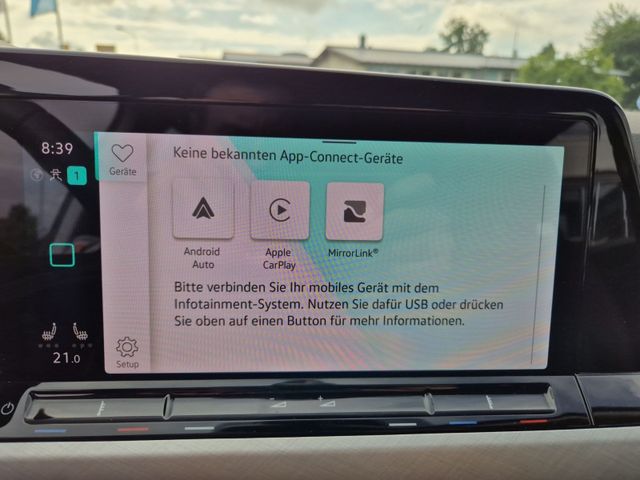 8:39
1
Geräte
Keine bekannten App-Connect-Geräte
Android
Auto
Apple
CarPlay
MirrorLink®
Bitte verbinden Sie Ihr mobiles Gerät mit dem
Infotainment-System. Nutzen Sie dafür USB oder drücken
Sie oben auf einen Button für mehr Informationen.
Setup
21.0
- +